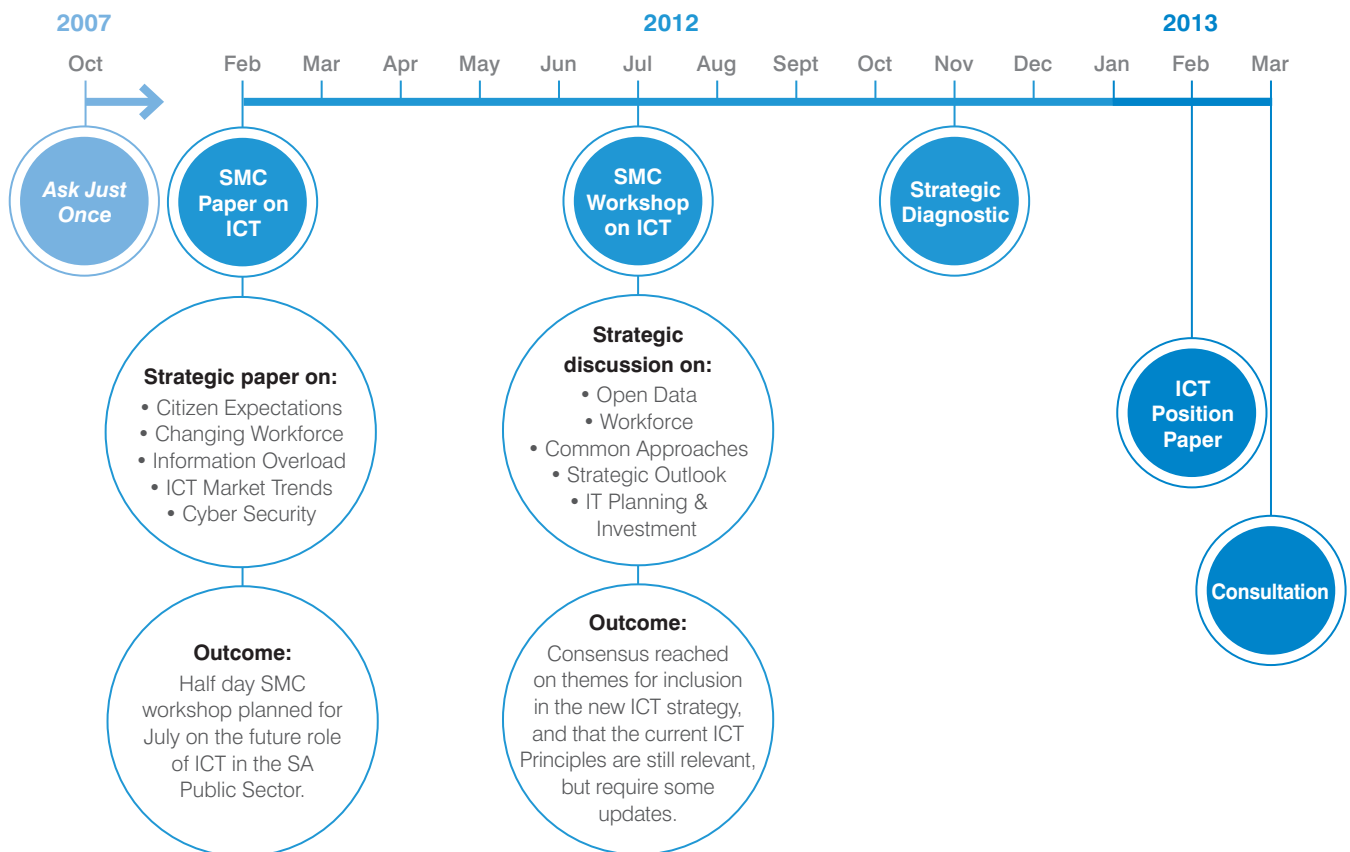 2007
2012
2013
Oct
Feb
Mar
Apr
May
Jun
Jul
Aug
Sept
Oct
Nov
Dec
Jan
Feb
Mar
Ask Just
Once
SMC
Paper on
ICT
SMC
Workshop
on ICT
Strategic
Diagnostic
Strategic paper on:
• Citizen Expectations
• Changing Workforce
• Information Overload
• ICT Market Trends
• Cyber Security
Strategic
discussion on:
• Open Data
• Workforce
• Common Approaches
• Strategic Outlook
• IT Planning &
Investment
ICT
Position
Paper
Consultation
Outcome:
Half day SMC
workshop planned for
July on the future role
of ICT in the SA
Public Sector.
Outcome:
Consensus reached
on themes for inclusion
in the new ICT strategy,
and that the current ICT
Principles are still relevant,
but require some
updates.